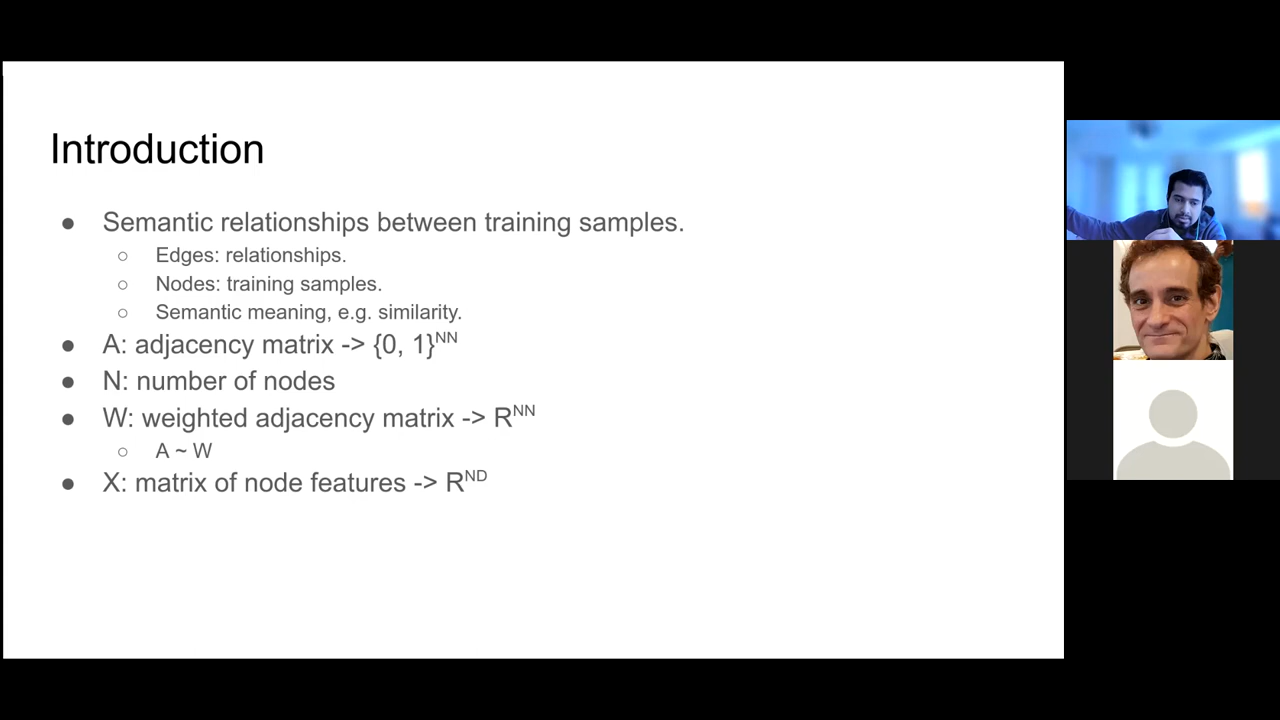 Introduction
● Semantic relationships between training samples.
○ Edges: relationships.
○ Nodes: training samples.
○ Semantic meaning, e.g. similarity.
● A: adjacency matrix -> {0, 1}ᴺᴺ
● N: number of nodes
● W: weighted adjacency matrix -> Rᴺᴺ
○ A ~ W
● X: matrix of node features -> Rᴺᴰ